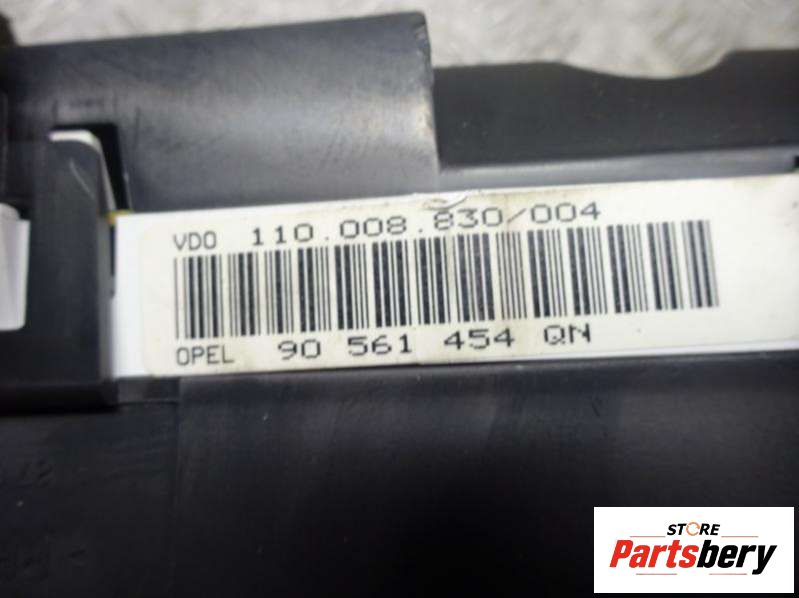 VDO 110.008.830/004
OPEL 90 561 454 QN
STORE
Partsbery